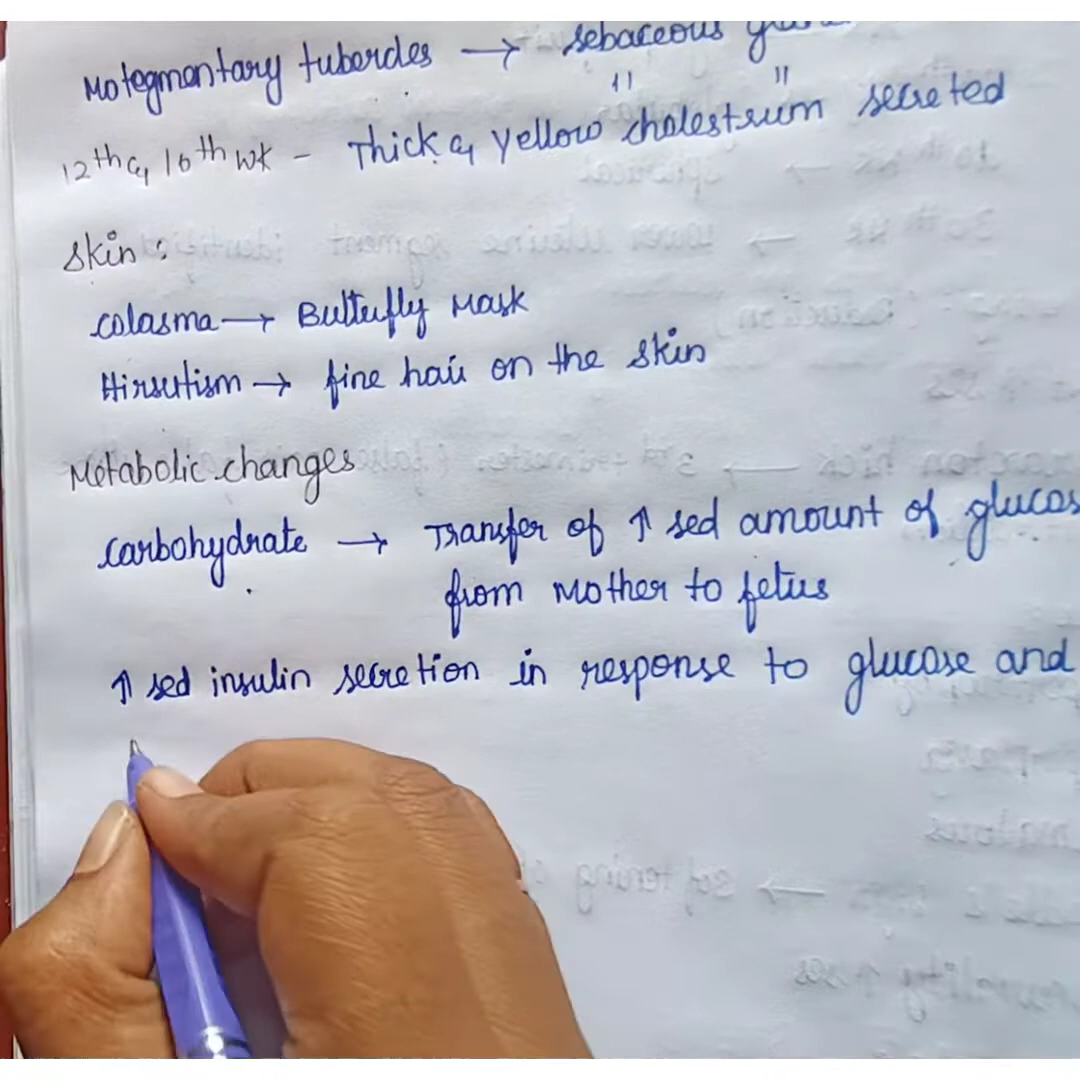 Motegmentary tubercles → sebaceous
" "
12th & 16th wk - Thick & yellow cholestrum secreted
Skin :
colasma → Butterfly Mask
Hirsutism → fine hair on the skin
Metabolic changes
carbohydrate → Transfer of ↑sed amount of glucos
from Mother to fetus
↑sed insulin secretion in response to glucose and